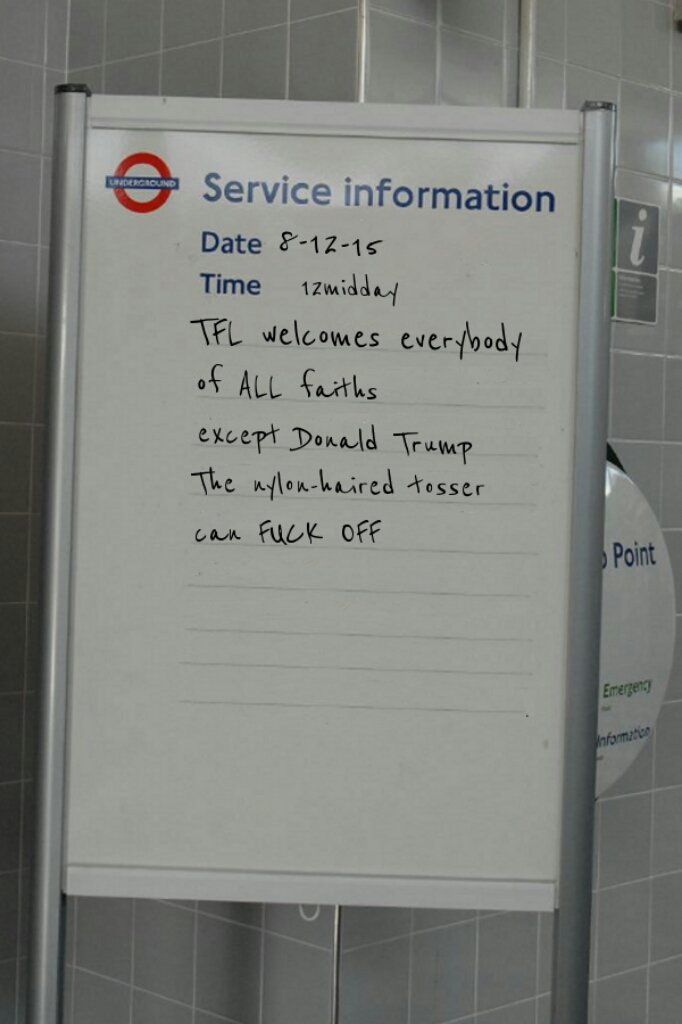 UNDERGROUND
Service information
Date 8-12-15
Time 12midday
TFL welcomes everybody
of ALL faiths
except Donald Trump
The nylon-haired tosser
can FUCK OFF
i
Point
Emergency
Information